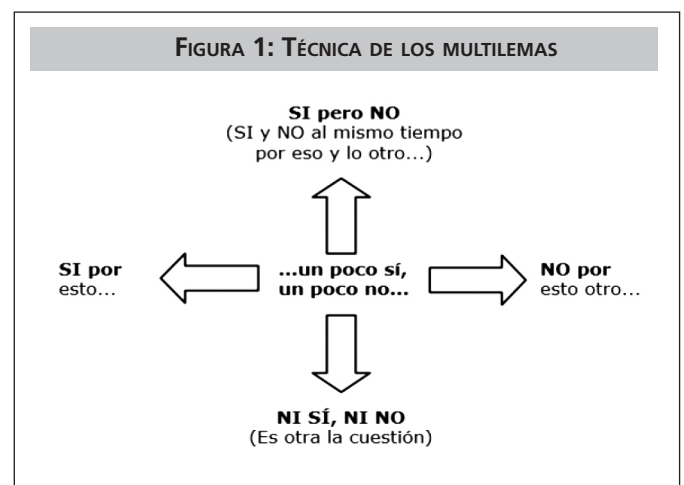 FIGURA 1: TÉCNICA DE LOS MULTILEMAS
SI pero NO
(SI y NO al mismo tiempo
por eso y lo otro...)
SI por
esto...
...un poco sí,
un poco no...
NO por
esto otro...
NI SÍ, NI NO
(Es otra la cuestión)